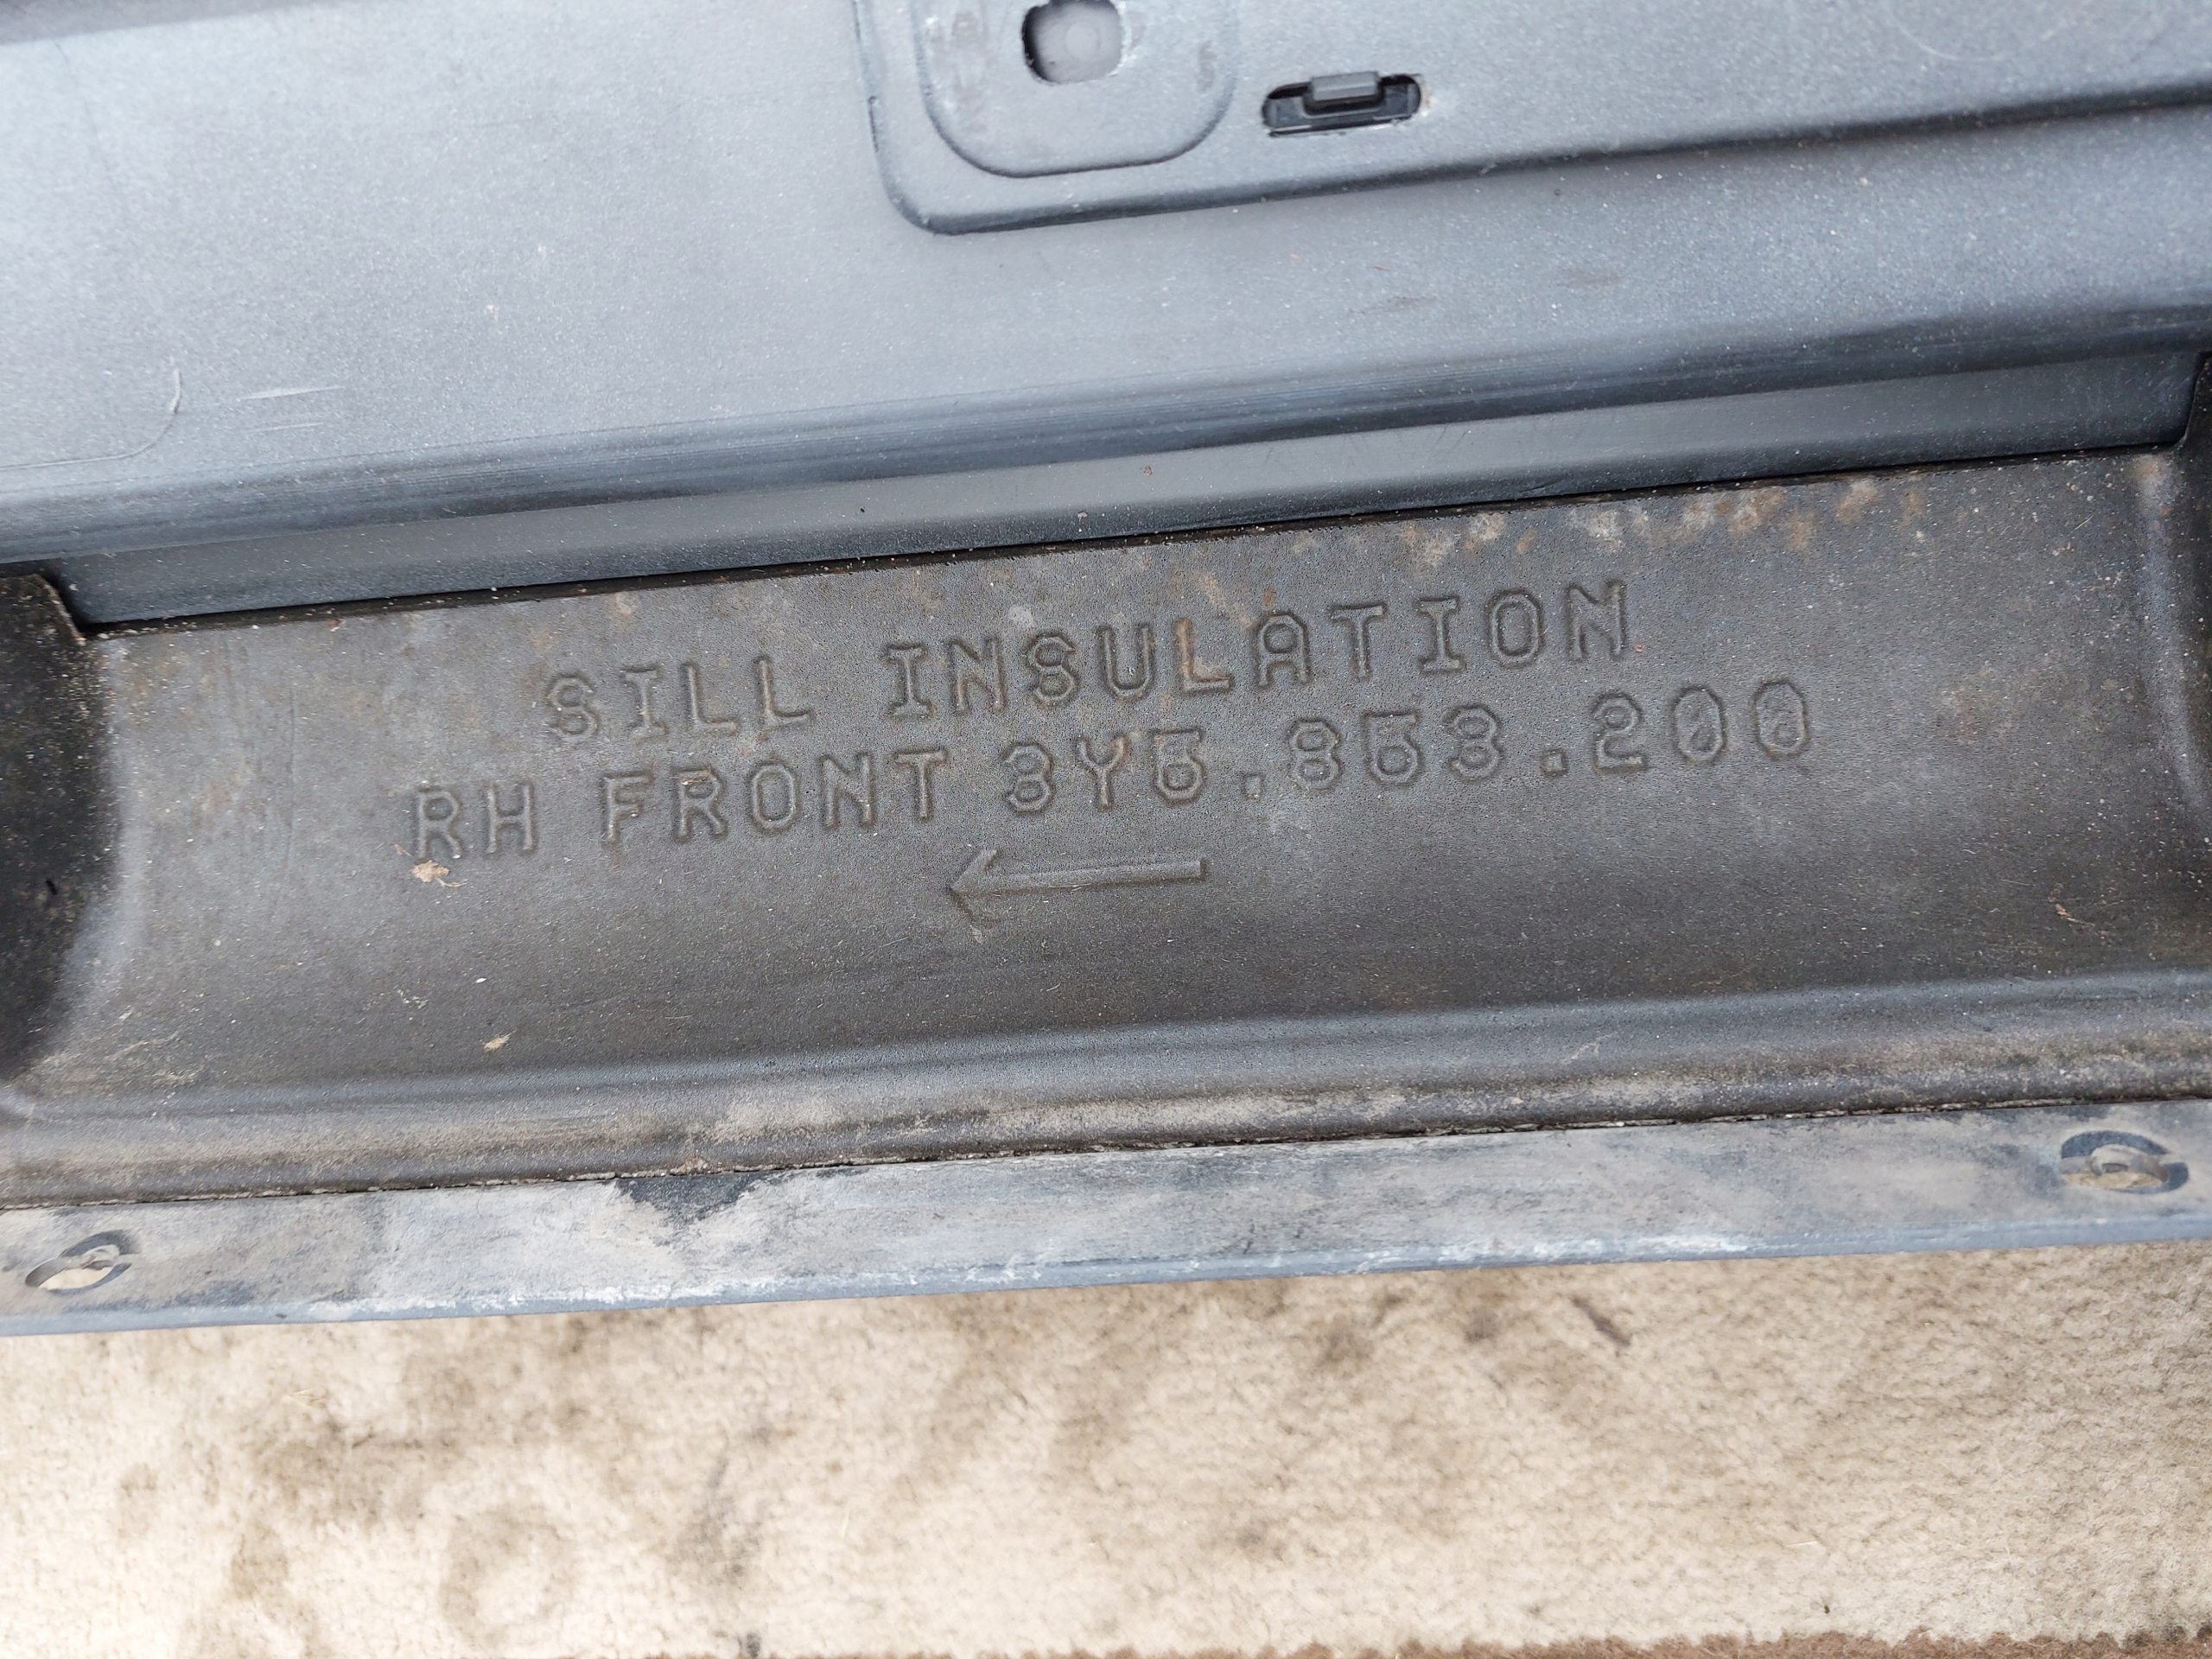 SILL INSULATION
RH FRONT 3Y5.853.200
←